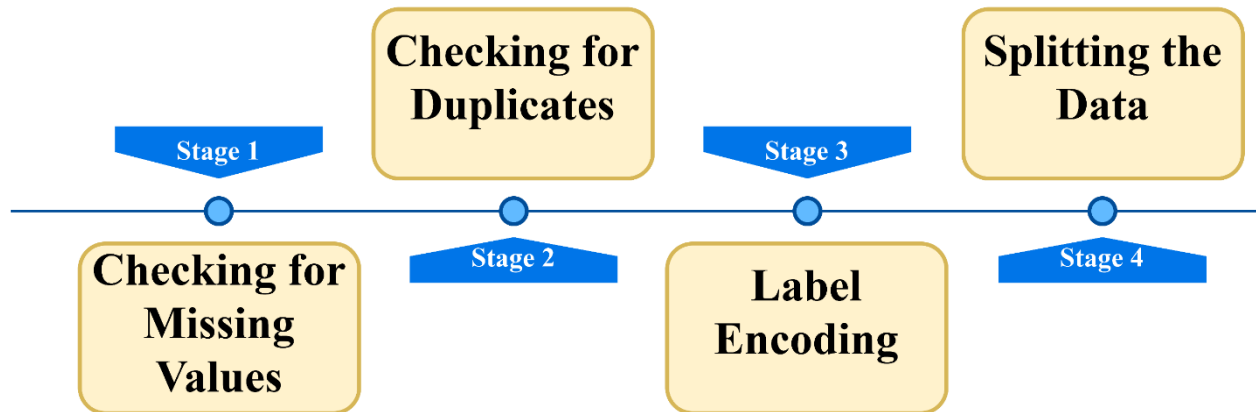 Stage 1
Checking for
Missing
Values
Checking for
Duplicates
Stage 2
Stage 3
Label
Encoding
Splitting the
Data
Stage 4